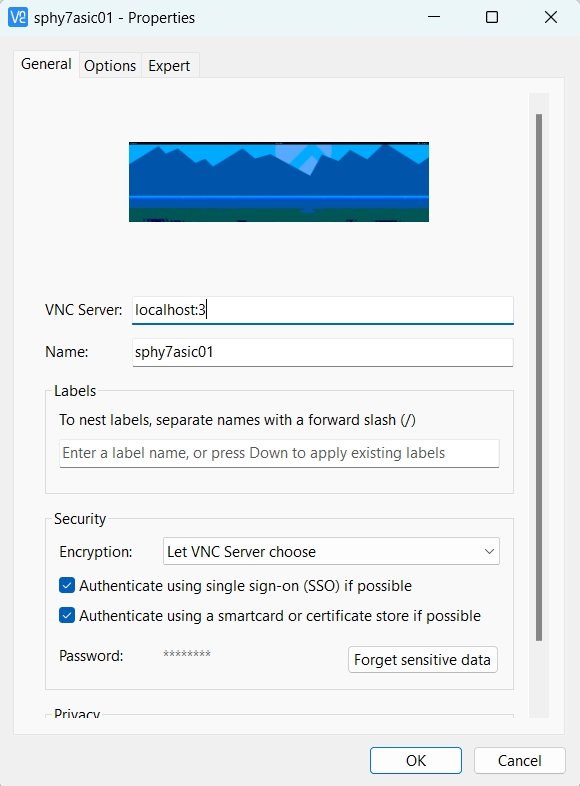 V2 sphy7asic01 - Properties
General Options Expert
VNC Server: localhost:3
Name: sphy7asic01
Labels
To nest labels, separate names with a forward slash (/)
Enter a label name, or press Down to apply existing labels
Security
Encryption: Let VNC Server choose
Authenticate using single sign-on (SSO) if possible
Authenticate using a smartcard or certificate store if possible
Password: ******** Forget sensitive data
Privacy
OK Cancel